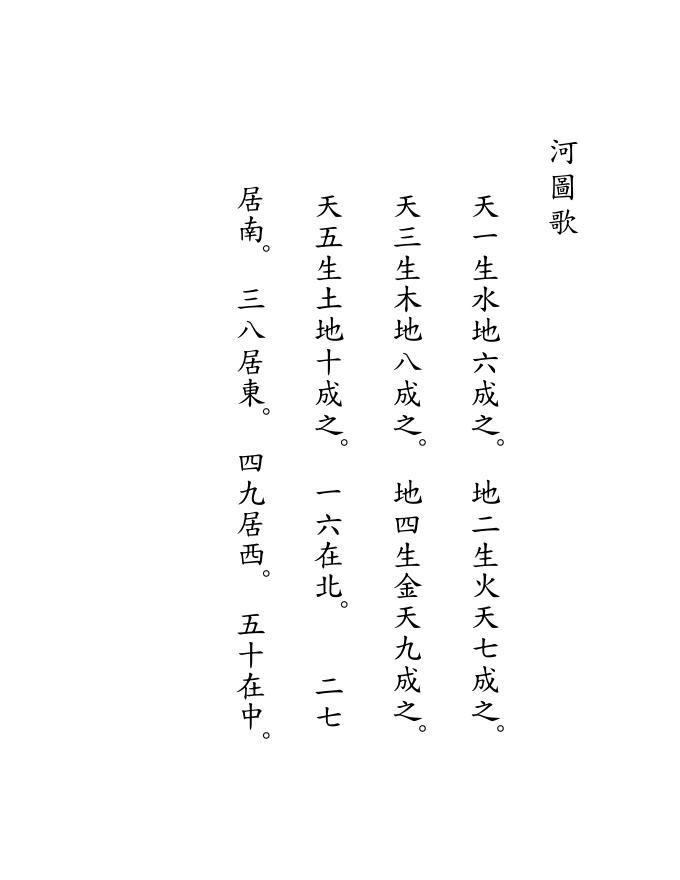 河圖歌
天一生水地六成之。 地二生火天七成之。
天三生木地八成之。 地四生金天九成之。
天五生土地十成之。 一六在北。 二七
居南。 三八居東。 四九居西。 五十在中。